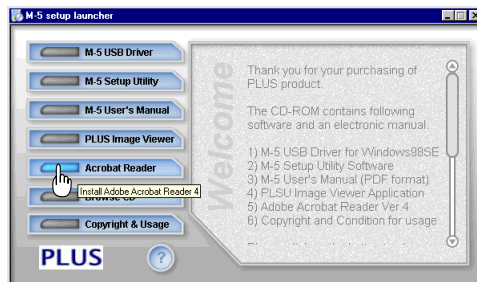 M-5 setup launcher
M-5 USB Driver
M-5 Setup Utility
M-5 User's Manual
PLUS Image Viewer
Acrobat Reader
Install Adobe Acrobat Reader 4
Browse CD
Copyright & Usage
PLUS
?
Welcome
Thank you for your purchasing of
PLUS product.
The CD-ROM contains following
software and an electronic manual.
1) M-5 USB Driver for Windows98SE
2) M-5 Setup Utility Software
3) M-5 User's Manual (PDF format)
4) PLSU Image Viewer Application
5) Adobe Acrobat Reader Ver.4
6) Copyright and Condition for usage